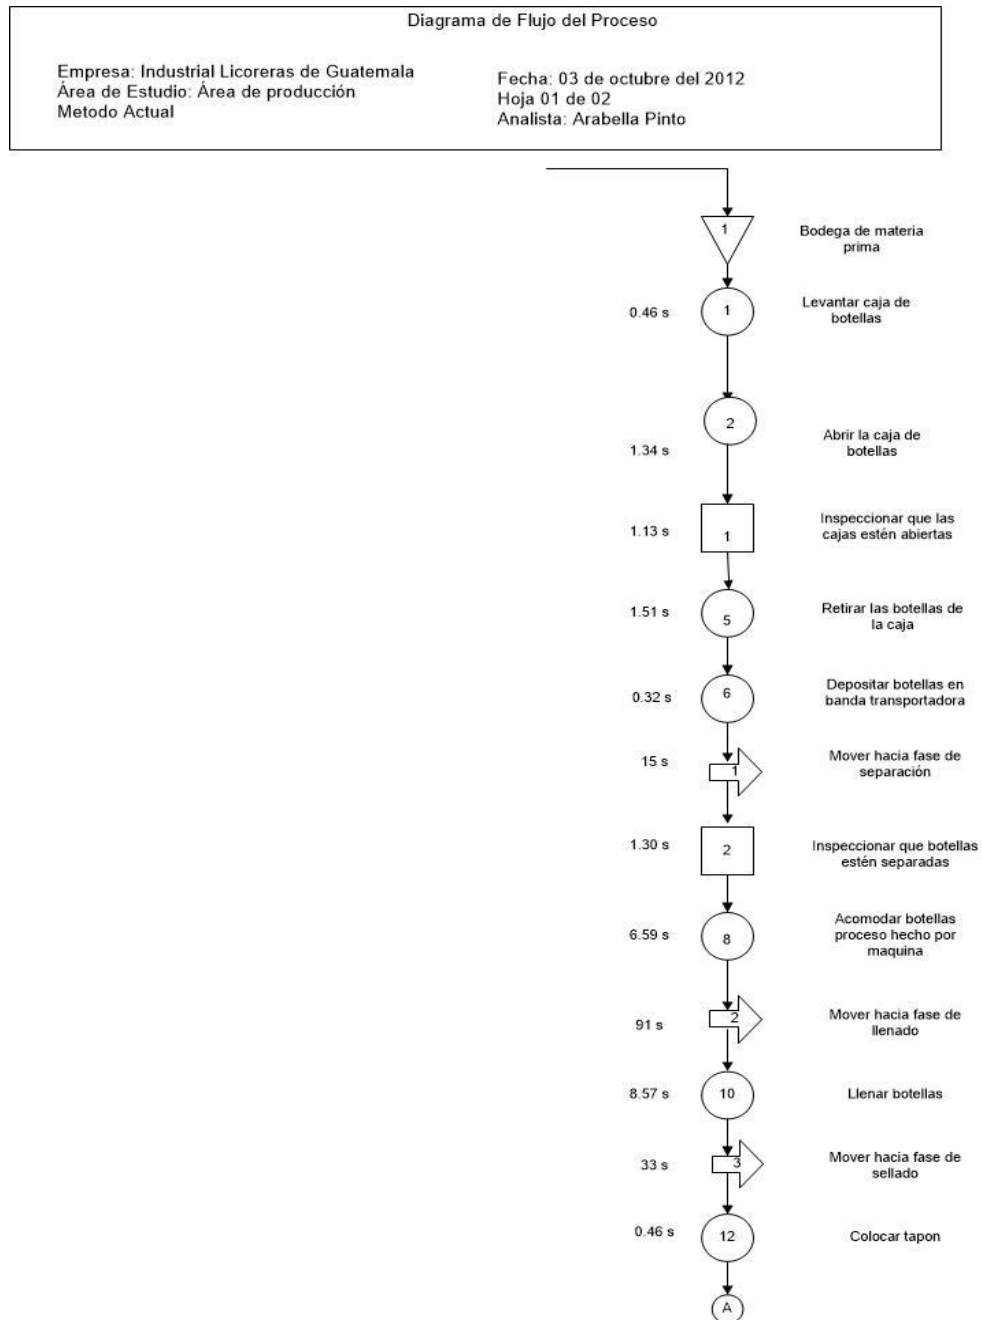 Diagrama de Flujo del Proceso
Empresa: Industrial Licoreras de Guatemala
Área de Estudio: Área de producción
Metodo Actual
Fecha: 03 de octubre del 2012
Hoja 01 de 02
Analista: Arabella Pinto
1
Bodega de materia
prima
0.46 s
1
Levantar caja de
botellas
1.34 s
2
Abrir la caja de
botellas
1.13 s
1
Inspeccionar que las
cajas estén abiertas
1.51 s
5
Retirar las botellas de
la caja
0.32 s
6
Depositar botellas en
banda transportadora
15 s
1
Mover hacia fase de
separación
1.30 s
2
Inspeccionar que botellas
estén separadas
6.59 s
8
Acomodar botellas
proceso hecho por
maquina
91 s
2
Mover hacia fase de
llenado
8.57 s
10
Llenar botellas
33 s
3
Mover hacia fase de
sellado
0.46 s
12
Colocar tapon
A